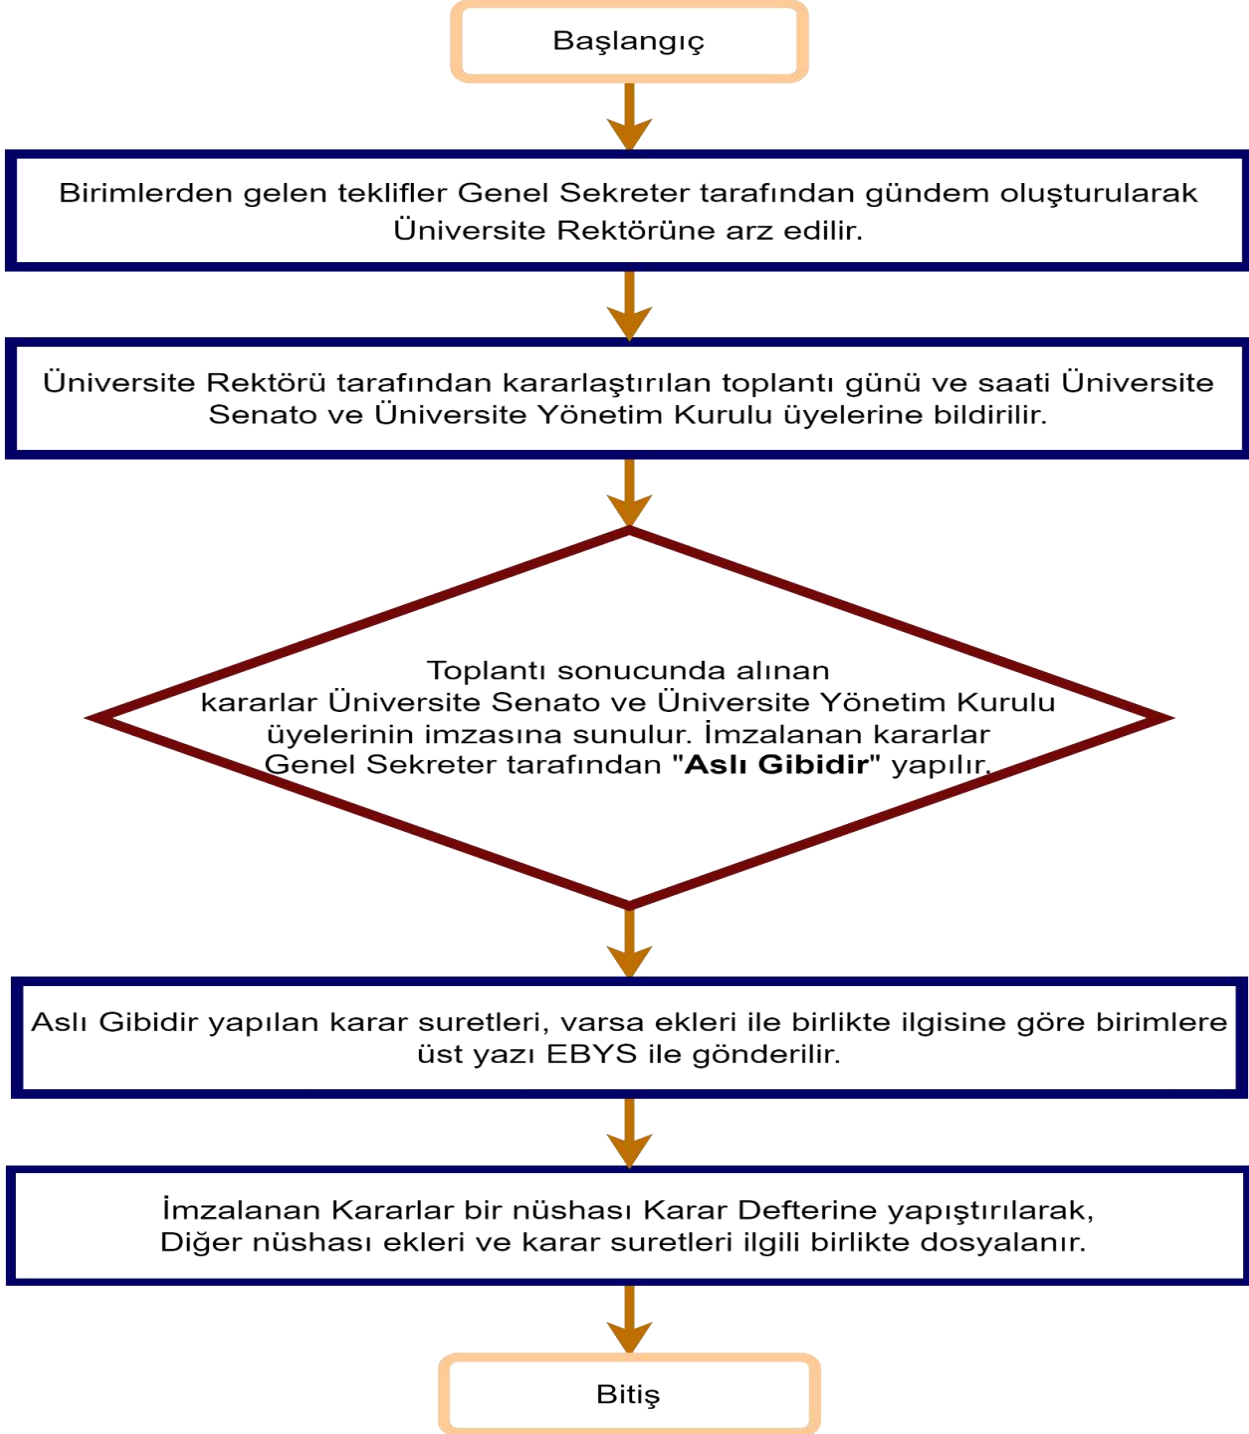 Başlangıç
Birimlerden gelen teklifler Genel Sekreter tarafından gündem oluşturularak
Üniversite Rektörüne arz edilir.
Üniversite Rektörü tarafından kararlaştırılan toplantı günü ve saati Üniversite
Senato ve Üniversite Yönetim Kurulu üyelerine bildirilir.
Toplantı sonucunda alınan
kararlar Üniversite Senato ve Üniversite Yönetim Kurulu
üyelerinin imzasına sunulur. İmzalanan kararlar
Genel Sekreter tarafından "Aslı Gibidir" yapılır.
Aslı Gibidir yapılan karar suretleri, varsa ekleri ile birlikte ilgisine göre birimlere
üst yazı EBYS ile gönderilir.
İmzalanan Kararlar bir nüshası Karar Defterine yapıştırılarak,
Diğer nüshası ekleri ve karar suretleri ilgili birlikte dosyalanır.
Bitiş